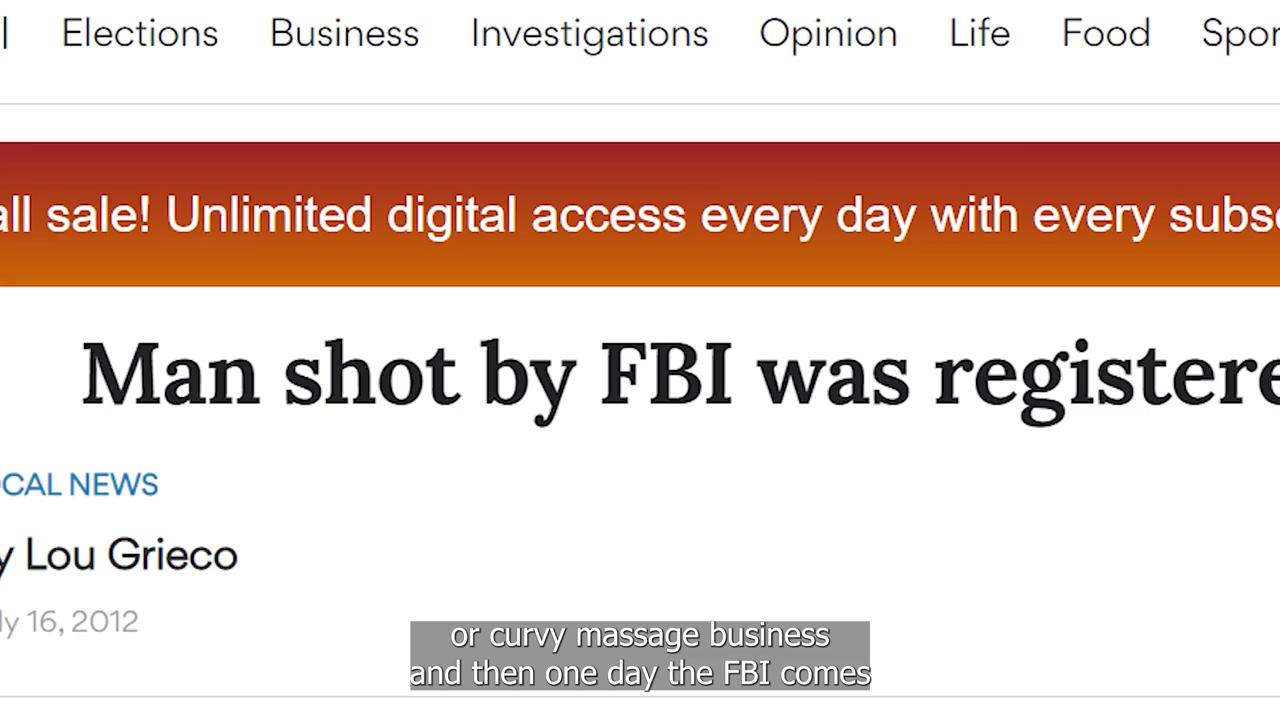 Elections Business Investigations Opinion Life Food Spor
all sale! Unlimited digital access every day with every subsc
Man shot by FBI was registere
OCAL NEWS
y Lou Grieco
ly 16, 2012
or curvy massage business
and then one day the FBI comes